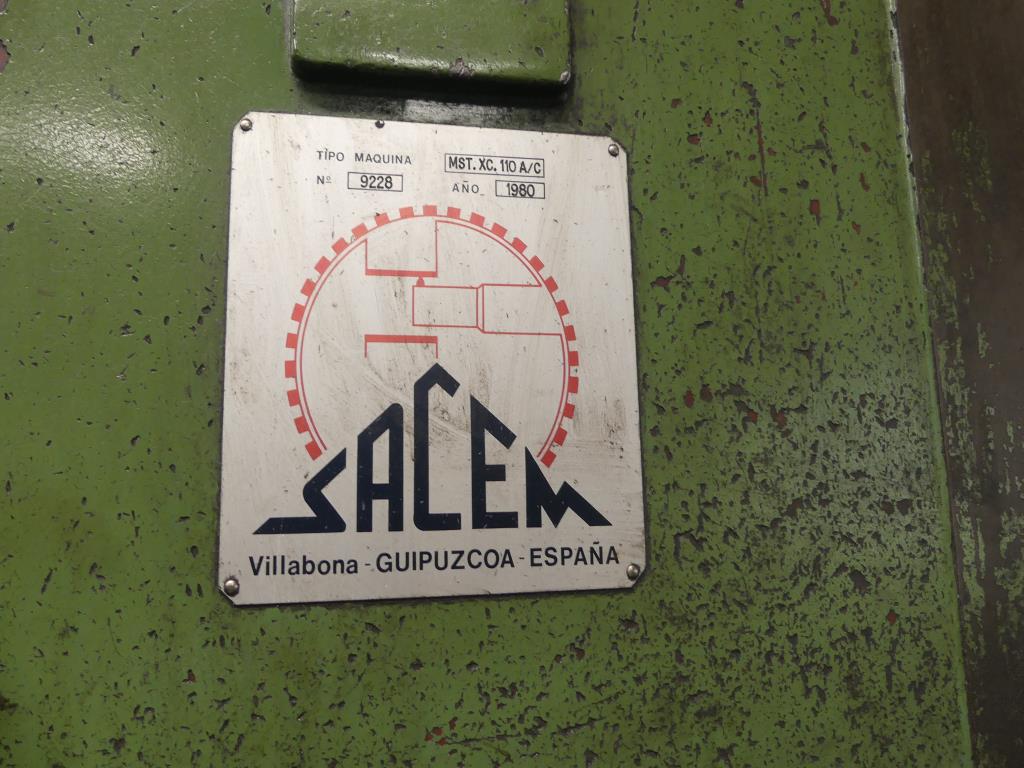 TIPO MAQUINA MST. XC. 110 A/C
Nº 9228 AÑO 1980
SACEM
Villabona - GUIPUZCOA - ESPAÑA